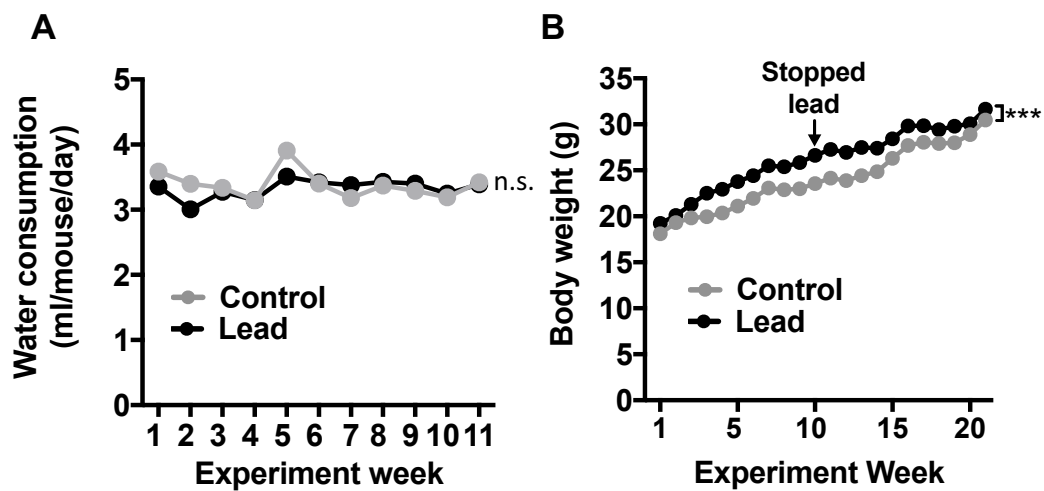 A
Water consumption
(ml/mouse/day)
5
4
3
2
1
0
n.s.
Control
Lead
1 2 3 4 5 6 7 8 9 10 11
Experiment week
B
Body weight (g)
35
30
25
20
15
10
5
0
Stopped
lead
***
Control
Lead
1 5 10 15 20
Experiment Week